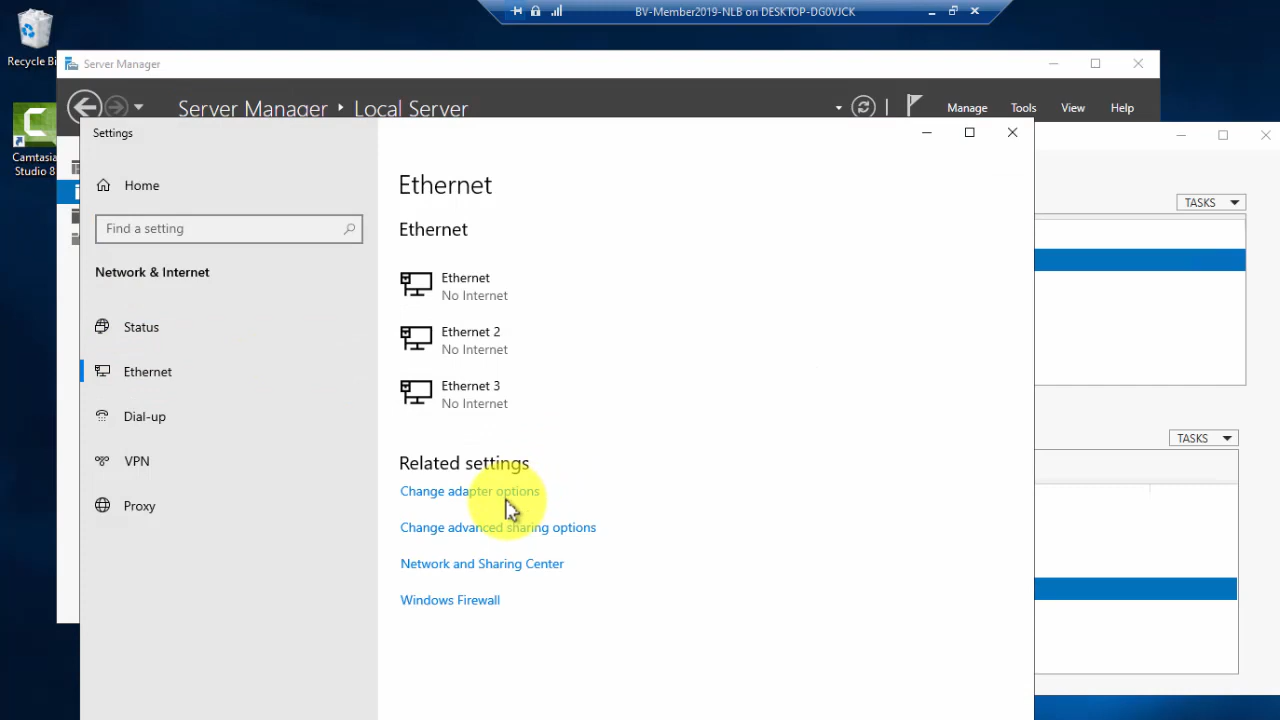 BV-Member2019-NLB on DESKTOP-DG0VJCK
Recycle Bi
Server Manager
Server Manager ‣ Local Server
Manage Tools View Help
Camtasia
Studio 8
Settings
Home
Find a setting
Network & Internet
Status
Ethernet
Dial-up
VPN
Proxy
Ethernet
Ethernet
Ethernet
No Internet
Ethernet 2
No Internet
Ethernet 3
No Internet
Related settings
Change adapter options
Change advanced sharing options
Network and Sharing Center
Windows Firewall
TASKS
TASKS